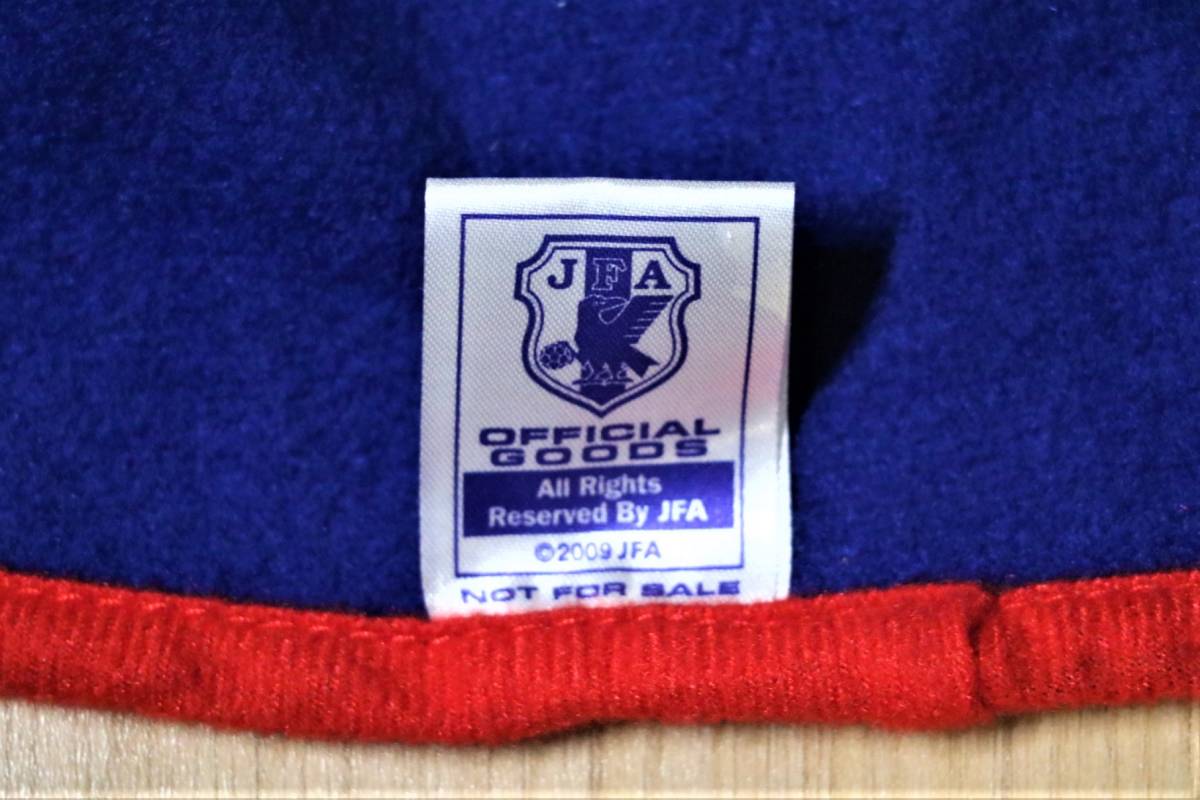 JFA
OFFICIAL
GOODS
All Rights
Reserved By JFA
©2009 JFA
NOT FOR SALE